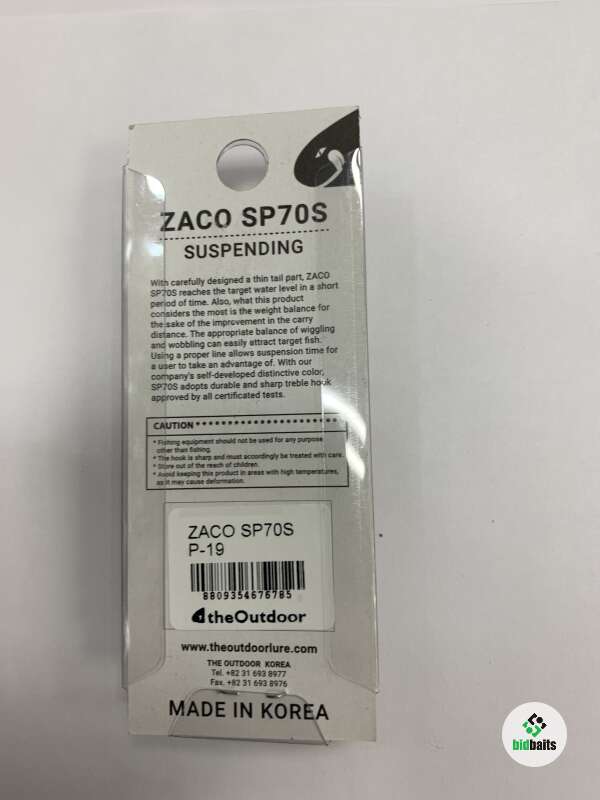 ZACO SP70S
SUSPENDING
With carefully designed a thin tail part, ZACO
SP70S reaches the target water level in a short
period of time. Also, what this product
considers the most is the weight balance for
the sake of the improvement in the carry
distance. The appropriate balance of wiggling
and wobbling can easily attract target fish.
Using a proper line allows suspension time for
a user to take an advantage of. With our
company's self-developed distinctive color,
SP70S adopts durable and sharp treble hook
approved by all certificated tests.
CAUTION
* Fishing equipment should not be used for any purpose
other than fishing.
* The hook is sharp and must accordingly be treated with care.
* Store out of the reach of children.
* Avoid keeping this product in areas with high temperatures,
as it may cause deformation.
ZACO SP70S
P-19
8809354676785
theOutdoor
www.theoutdoorlure.com
THE OUTDOOR KOREA
Tel. +82 31 693 8977
Fax. +82 31 693 8976
MADE IN KOREA
bidbaits